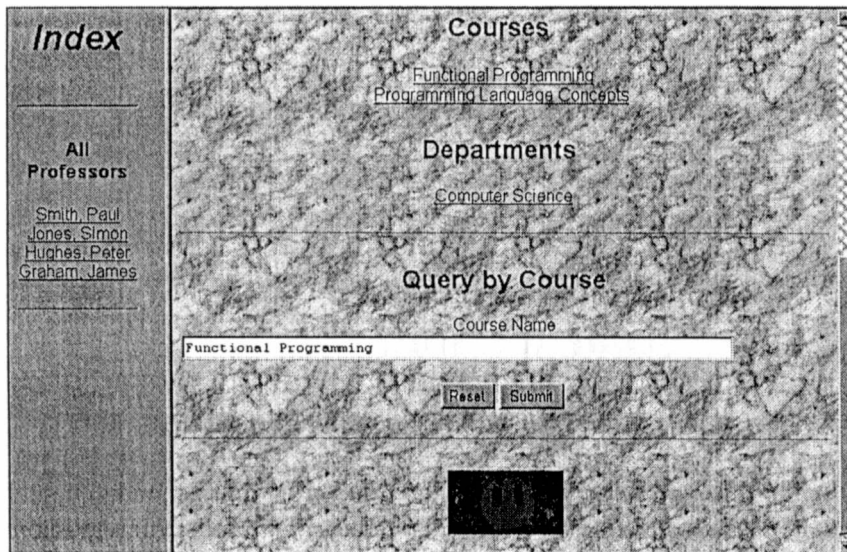 Index
All
Professors
Smith, Paul
Jones, Simon
Hughes, Peter
Graham, James
Courses
Functional Programming
Programming Language Concepts
Departments
Computer Science
Query by Course
Course Name
Functional Programming
Reset Submit